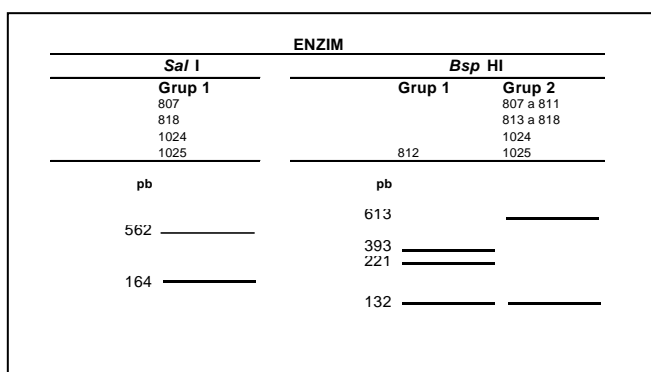 ENZIM
Sal I Bsp HI
Grup 1 Grup 1 Grup 2
807 807 a 811
818 813 a 818
1024 1024
1025 812 1025
pb pb
613
562
393
221
164
132